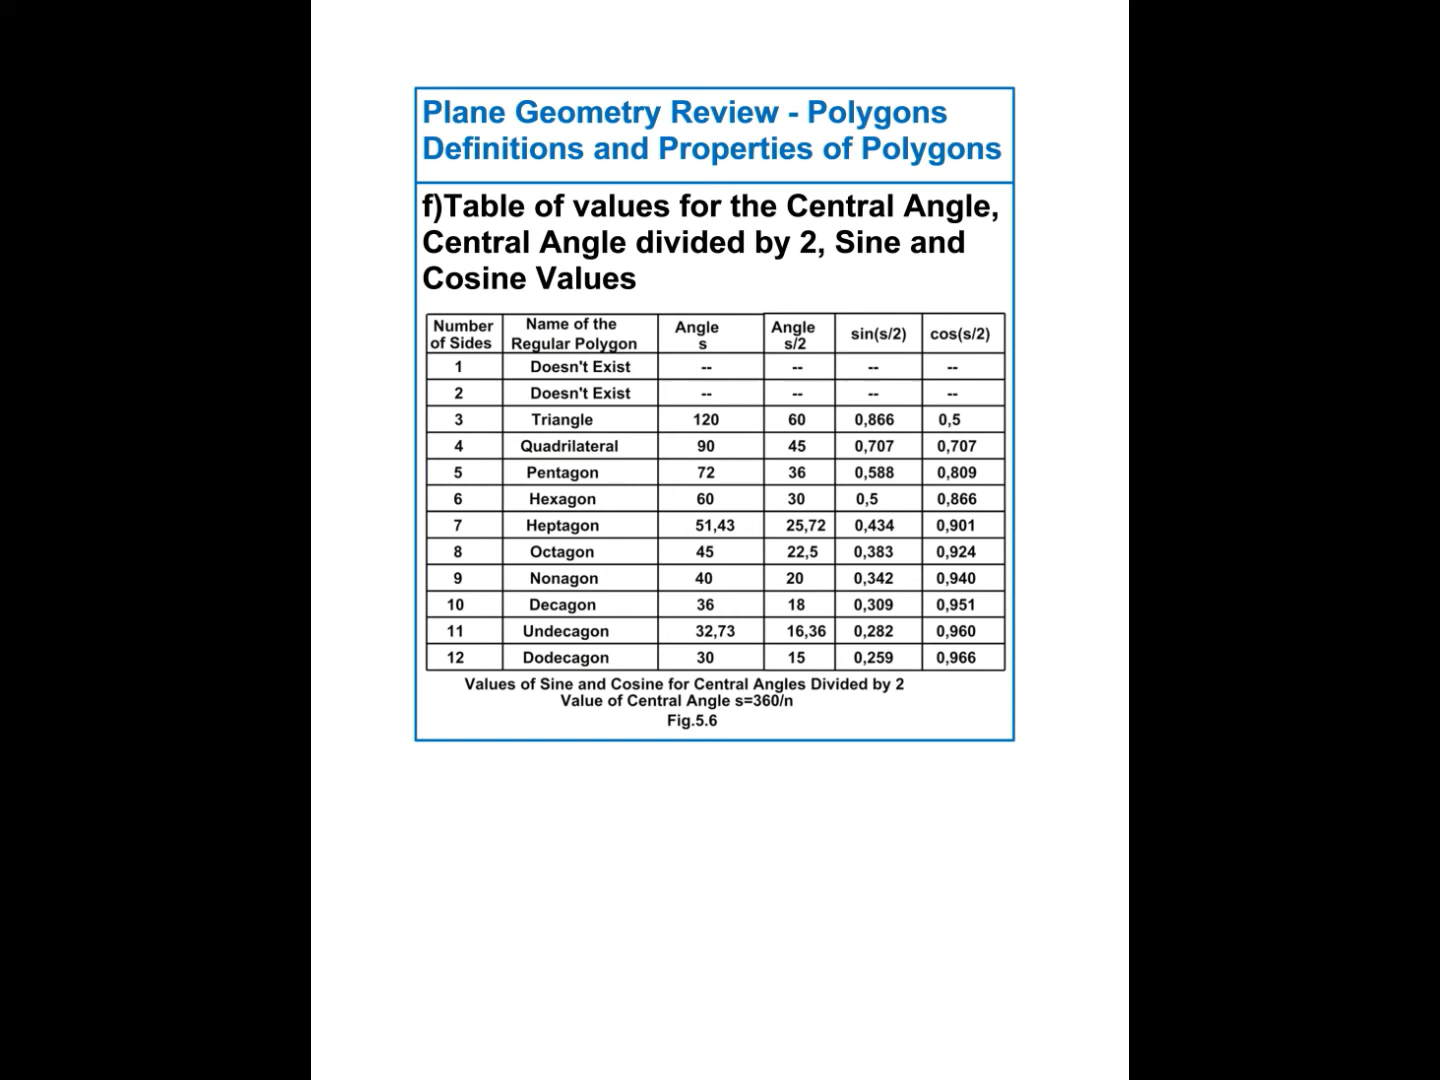 Plane Geometry Review - Polygons
Definitions and Properties of Polygons
f)Table of values for the Central Angle,
Central Angle divided by 2, Sine and
Cosine Values
Number of Sides Name of the Regular Polygon Angle s Angle s/2 sin(s/2) cos(s/2)
1 Doesn't Exist -- -- -- --
2 Doesn't Exist -- -- -- --
3 Triangle 120 60 0,866 0,5
4 Quadrilateral 90 45 0,707 0,707
5 Pentagon 72 36 0,588 0,809
6 Hexagon 60 30 0,5 0,866
7 Heptagon 51,43 25,72 0,434 0,901
8 Octagon 45 22,5 0,383 0,924
9 Nonagon 40 20 0,342 0,940
10 Decagon 36 18 0,309 0,951
11 Undecagon 32,73 16,36 0,282 0,960
12 Dodecagon 30 15 0,259 0,966
Values of Sine and Cosine for Central Angles Divided by 2
Value of Central Angle s=360/n
Fig.5.6